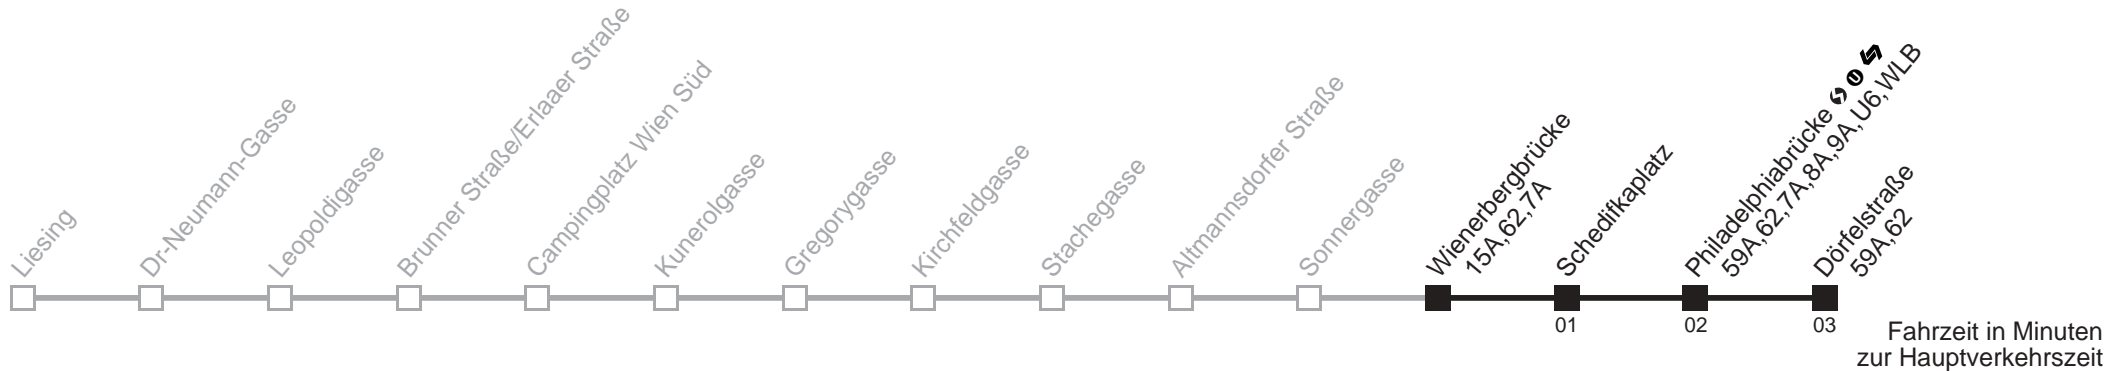 Liesing
Dr-Neumann-Gasse
Leopoldigasse
Brunner Straße/Erlaaer Straße
Campingplatz Wien Süd
Kunerolgasse
Gregorygasse
Kirchfeldgasse
Stachegasse
Altmannsdorfer Straße
Sonnergasse
Wienerbergbrücke
15A,62,7A
Schedifkaplatz
Philadelphiabrücke
59A,62,7A,8A,9A,U6,WLB
Dörfelstraße
59A,62
01
02
03
Fahrzeit in Minuten
zur Hauptverkehrszeit